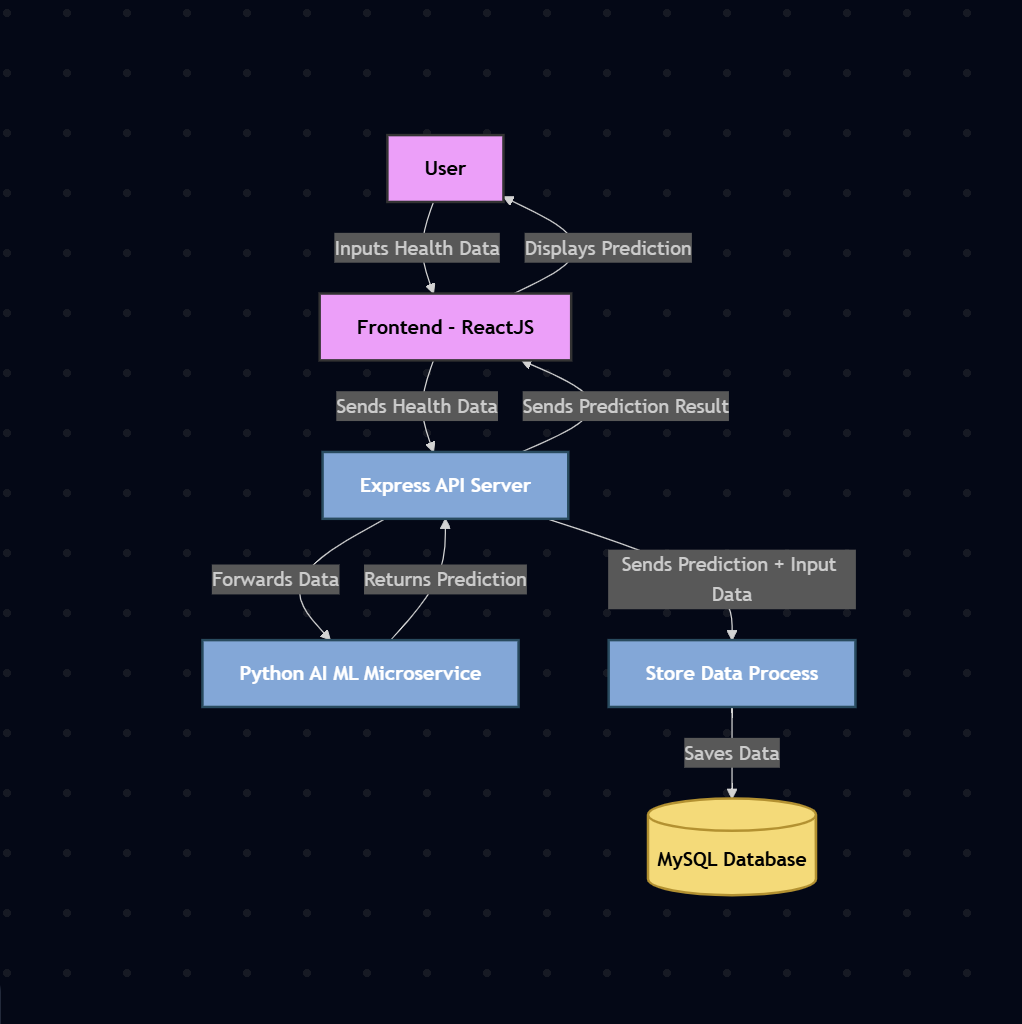 User
Inputs Health Data
Displays Prediction
Frontend - ReactJS
Sends Health Data
Sends Prediction Result
Express API Server
Forwards Data
Returns Prediction
Sends Prediction + Input
Data
Python AI ML Microservice
Store Data Process
Saves Data
MySQL Database